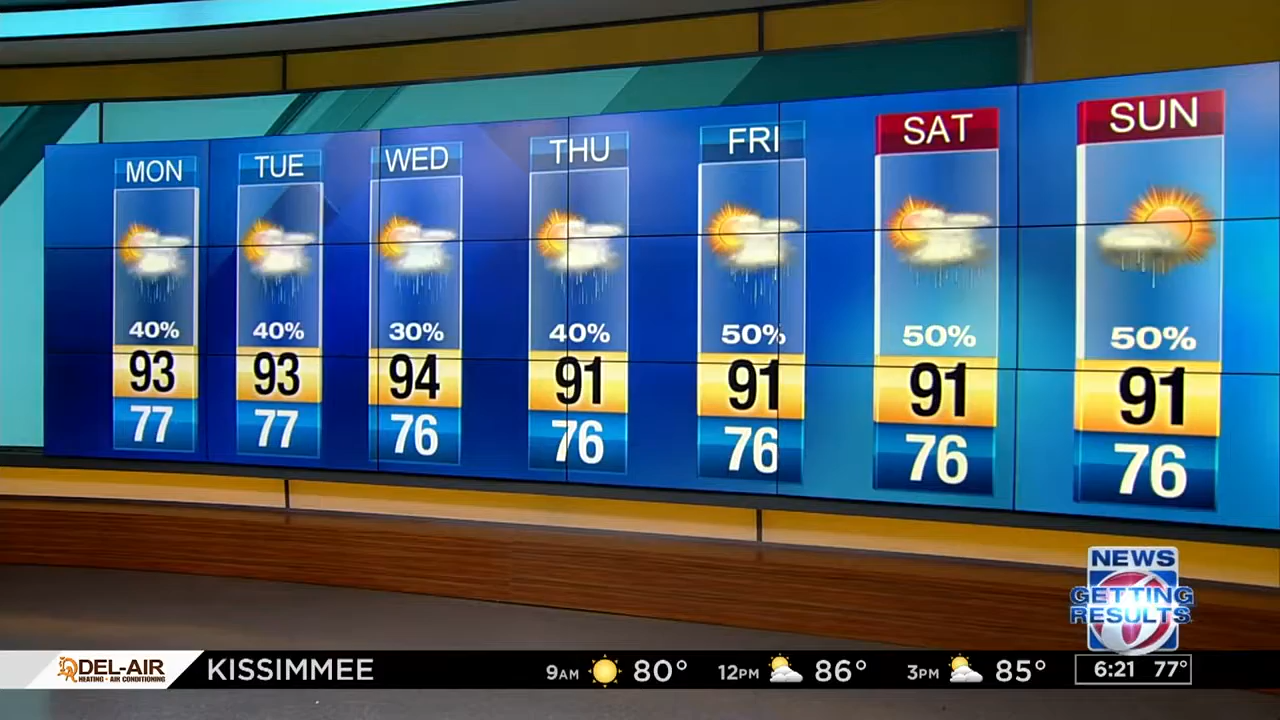 MON TUE WED THU FRI SAT SUN
40% 40% 30% 40% 50% 50% 50%
93 93 94 91 91 91 91
77 77 76 76 76 76 76
NEWS
6
GETTING
RESULTS
DEL-AIR
HEATING - AIR CONDITIONING
KISSIMMEE 9AM 80° 12PM 86° 3PM 85° 6:21 77°